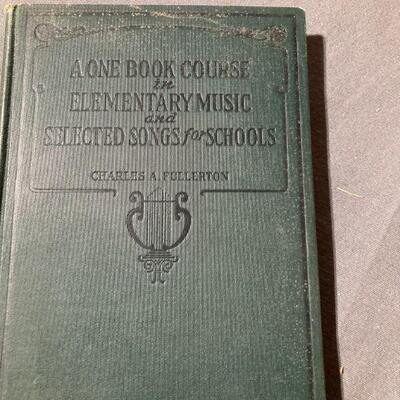 A ONE BOOK COURSE
in
ELEMENTARY MUSIC
and
SELECTED SONGS for SCHOOLS
CHARLES A. FULLERTON